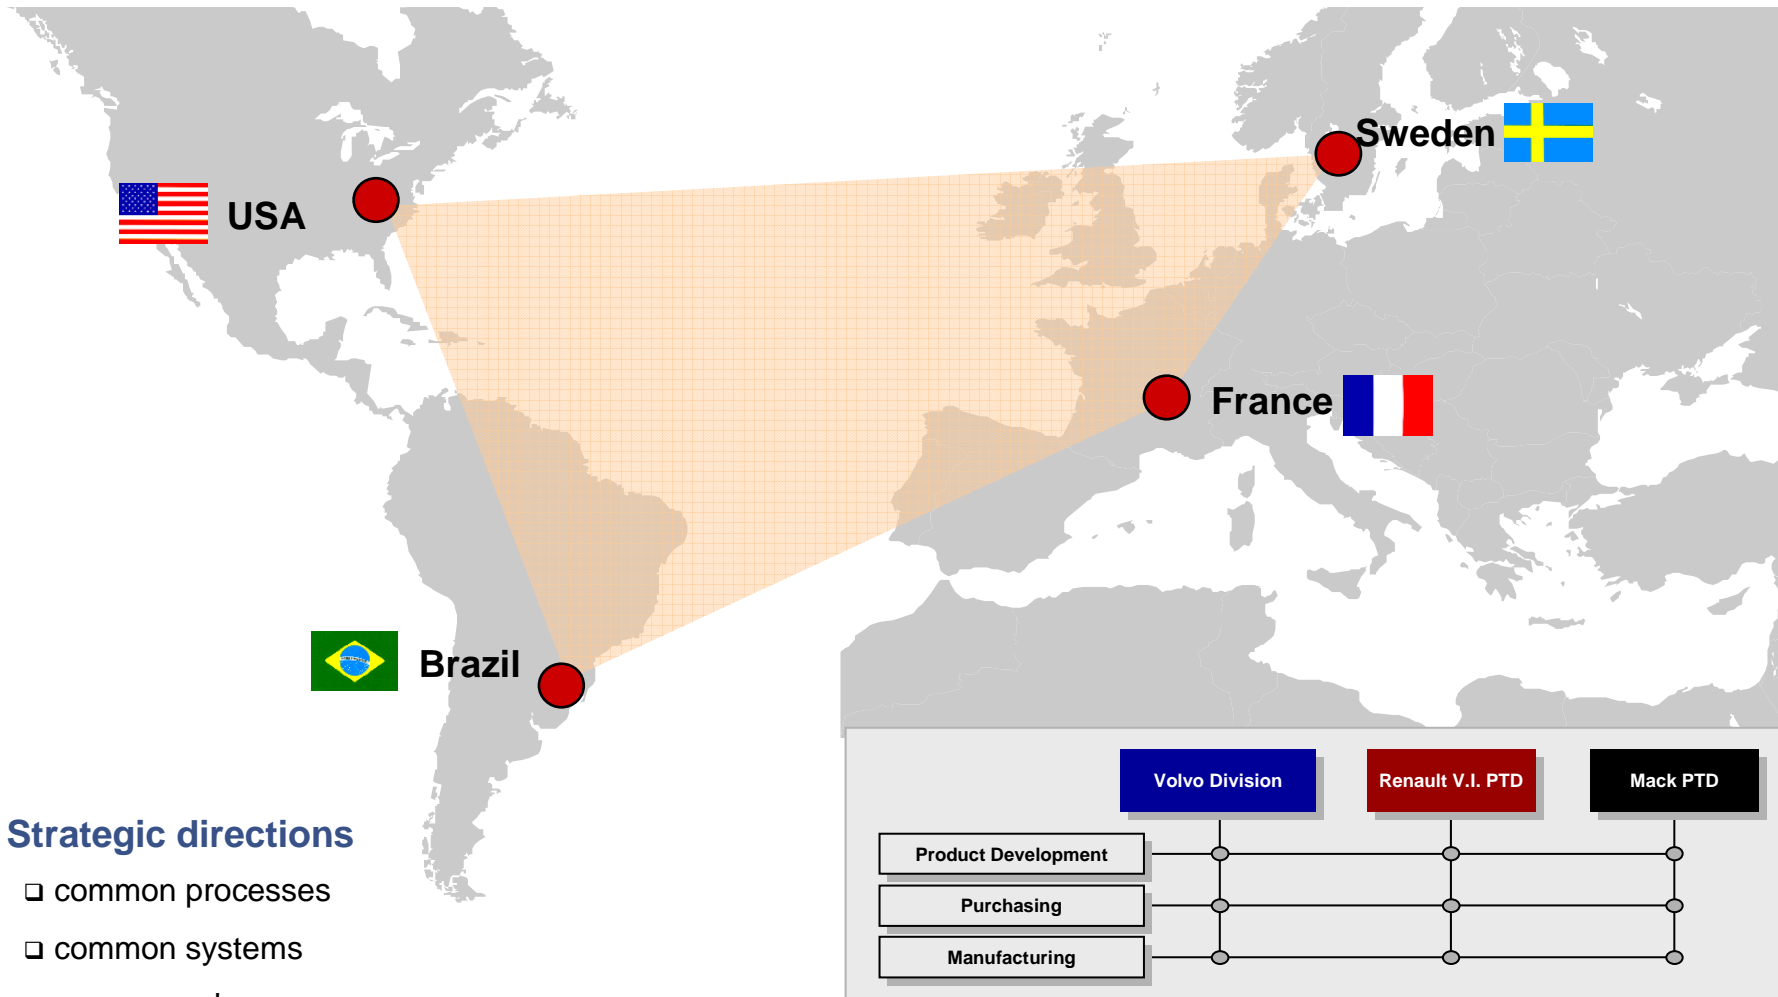 Sweden
USA
France
Brazil
Volvo Division
Renault V.I. PTD
Mack PTD
Product Development
Purchasing
Manufacturing
Strategic directions
❑ common processes
❑ common systems